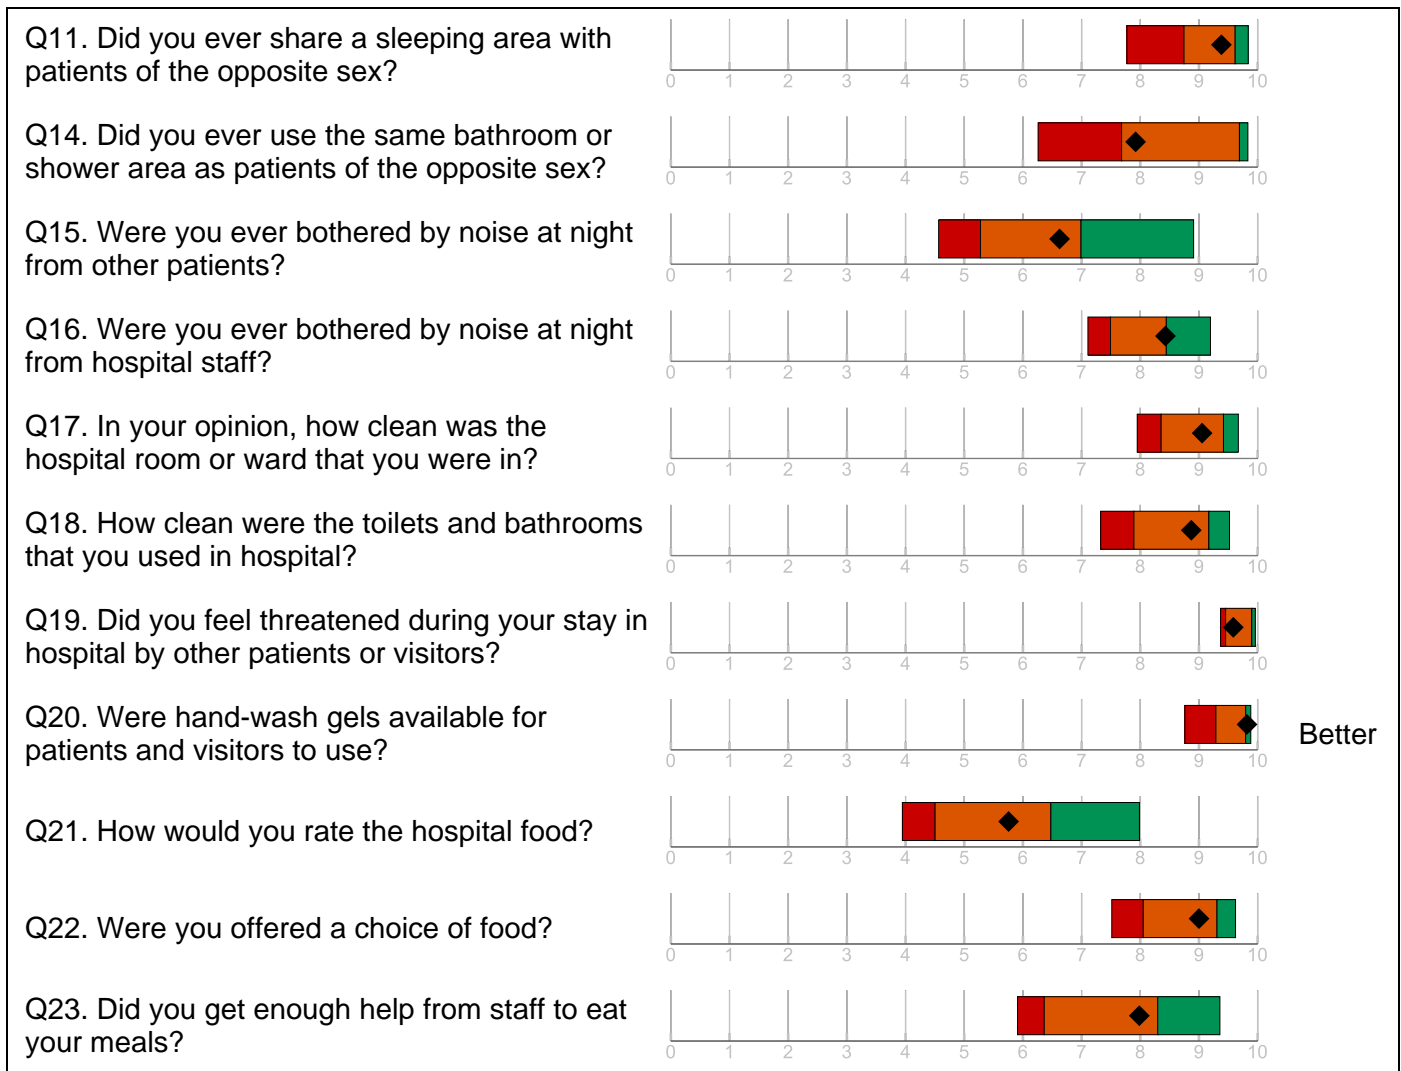 Q11. Did you ever share a sleeping area with
patients of the opposite sex?
0 1 2 3 4 5 6 7 8 9 10
Q14. Did you ever use the same bathroom or
shower area as patients of the opposite sex?
0 1 2 3 4 5 6 7 8 9 10
Q15. Were you ever bothered by noise at night
from other patients?
0 1 2 3 4 5 6 7 8 9 10
Q16. Were you ever bothered by noise at night
from hospital staff?
0 1 2 3 4 5 6 7 8 9 10
Q17. In your opinion, how clean was the
hospital room or ward that you were in?
0 1 2 3 4 5 6 7 8 9 10
Q18. How clean were the toilets and bathrooms
that you used in hospital?
0 1 2 3 4 5 6 7 8 9 10
Q19. Did you feel threatened during your stay in
hospital by other patients or visitors?
0 1 2 3 4 5 6 7 8 9 10
Q20. Were hand-wash gels available for
patients and visitors to use?
Better
0 1 2 3 4 5 6 7 8 9 10
Q21. How would you rate the hospital food?
0 1 2 3 4 5 6 7 8 9 10
Q22. Were you offered a choice of food?
0 1 2 3 4 5 6 7 8 9 10
Q23. Did you get enough help from staff to eat
your meals?
0 1 2 3 4 5 6 7 8 9 10